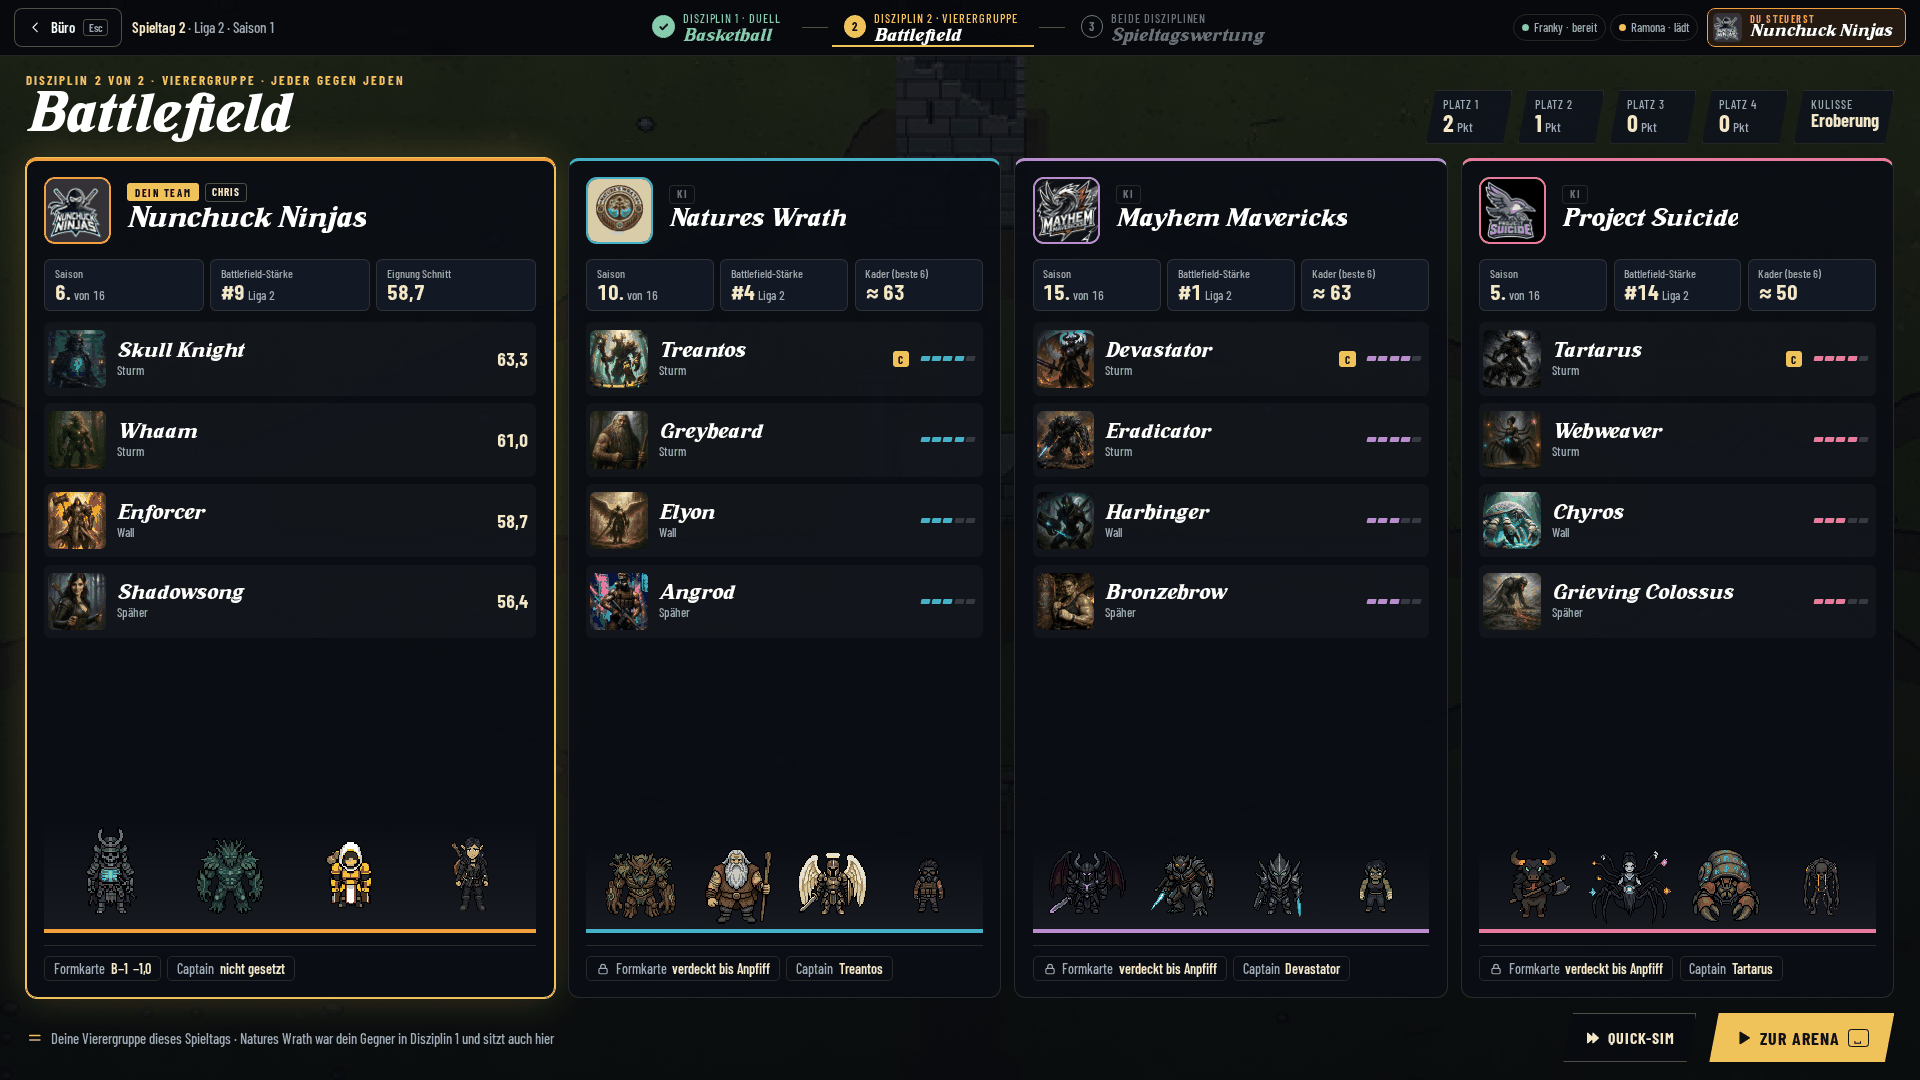 Büro Esc
Spieltag 2 · Liga 2 · Saison 1
DISZIPLIN 1 · DUELL
Basketball
2
DISZIPLIN 2 · VIERERGRUPPE
Battlefield
3
BEIDE DISZIPLINEN
Spieltagswertung
Franky · bereit
Ramona · lädt
DU STEUERST
Nunchuck Ninjas
DISZIPLIN 2 VON 2 · VIERERGRUPPE · JEDER GEGEN JEDEN
Battlefield
PLATZ 1
2 Pkt
PLATZ 2
1 Pkt
PLATZ 3
0 Pkt
PLATZ 4
0 Pkt
KULISSE
Eroberung
NUNCHUCK NINJAS
DEIN TEAM CHRIS
Nunchuck Ninjas
Saison
6. von 16
Battlefield-Stärke
#9 Liga 2
Eignung Schnitt
58,7
Skull Knight
Sturm
63,3
Whaam
Sturm
61,0
Enforcer
Wall
58,7
Shadowsong
Späher
56,4
Formkarte B–1 –1,0
Captain nicht gesetzt
KI
Natures Wrath
Saison
10. von 16
Battlefield-Stärke
#4 Liga 2
Kader (beste 6)
≈ 63
Treantos
Sturm
C
Greybeard
Sturm
Elyon
Wall
Angrod
Späher
Formkarte verdeckt bis Anpfiff
Captain Treantos
MAYHEM MAVERICKS
KI
Mayhem Mavericks
Saison
15. von 16
Battlefield-Stärke
#1 Liga 2
Kader (beste 6)
≈ 63
Devastator
Sturm
C
Eradicator
Sturm
Harbinger
Wall
Bronzebrow
Späher
Formkarte verdeckt bis Anpfiff
Captain Devastator
PROJECT SUICIDE
KI
Project Suicide
Saison
5. von 16
Battlefield-Stärke
#14 Liga 2
Kader (beste 6)
≈ 50
Tartarus
Sturm
C
Webweaver
Sturm
Chyros
Wall
Grieving Colossus
Späher
Formkarte verdeckt bis Anpfiff
Captain Tartarus
Deine Vierergruppe dieses Spieltags · Natures Wrath war dein Gegner in Disziplin 1 und sitzt auch hier
QUICK-SIM
ZUR ARENA